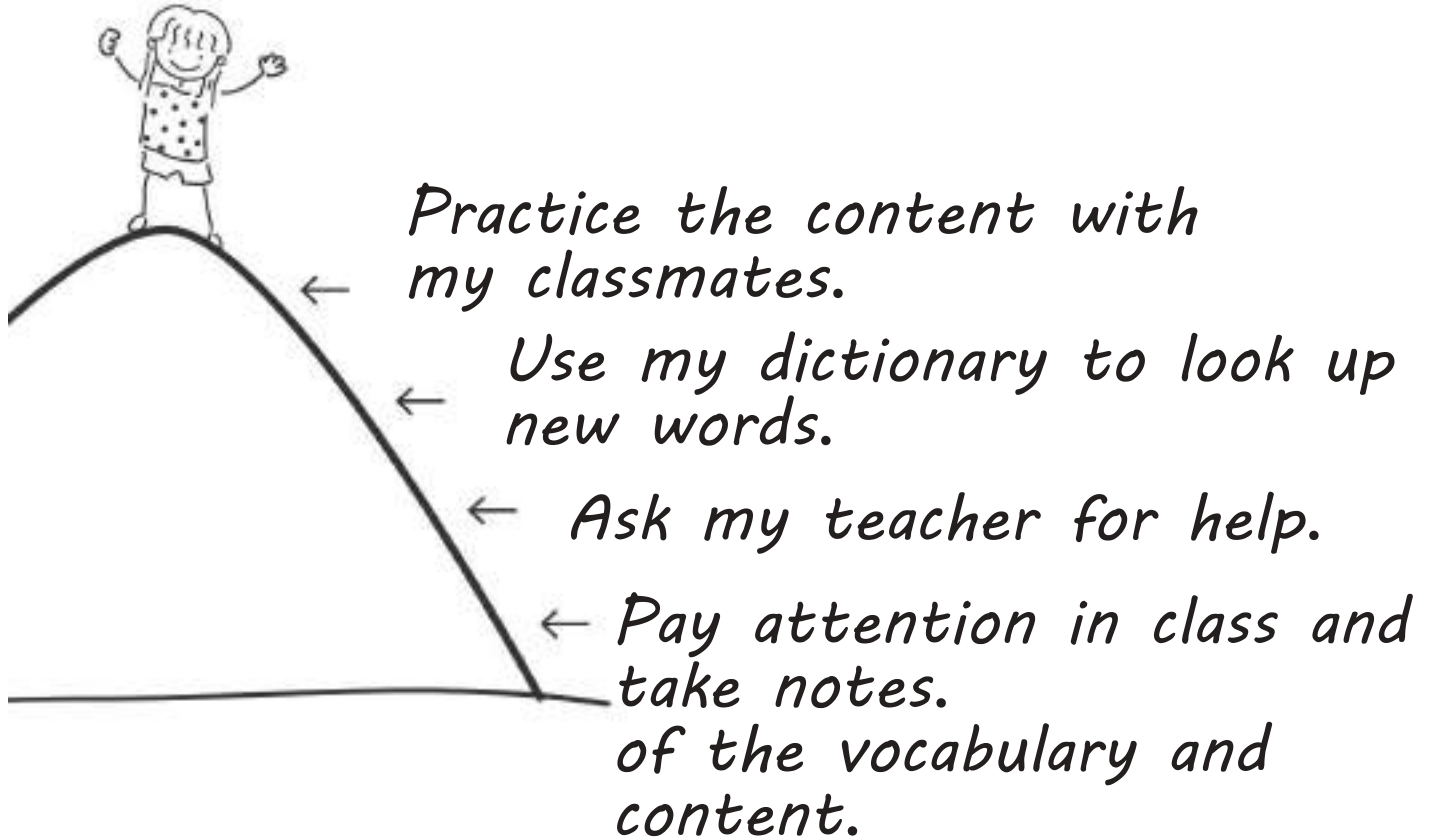 Practice the content with
my classmates.
Use my dictionary to look up
new words.
Ask my teacher for help.
Pay attention in class and
take notes.
of the vocabulary and
content.